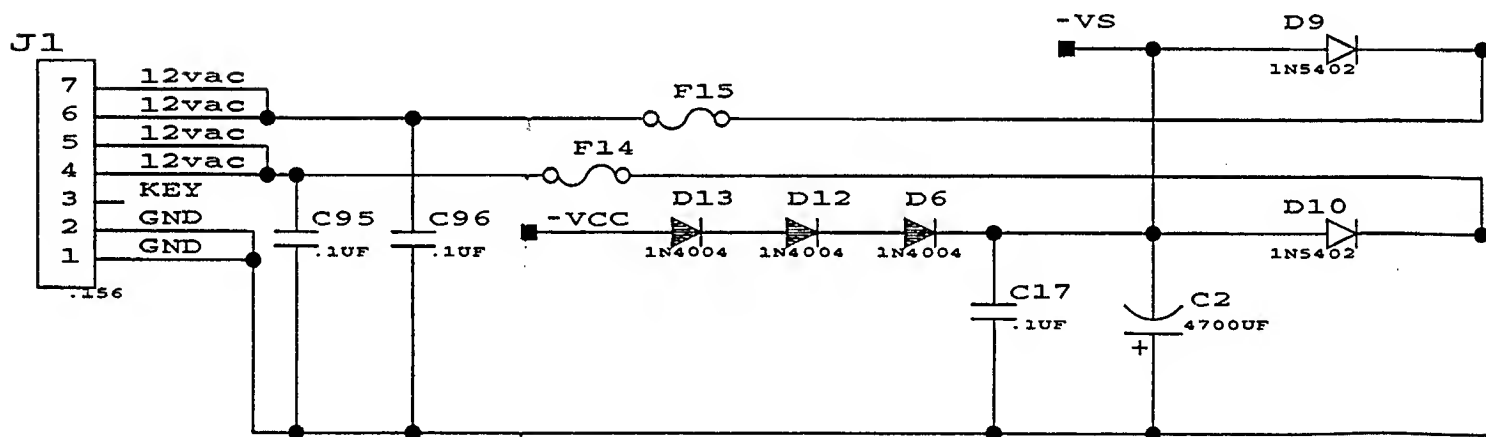 -VS
D9
1N5402
J1
7 12vac
6 12vac
5 12vac
4 12vac
3 KEY
2 GND
1 GND
.156
F15
F14
C95
.1UF
C96
.1UF
-VCC
D13
1N4004
D12
1N4004
D6
1N4004
D10
1N5402
C17
.1UF
C2
4700UF
+